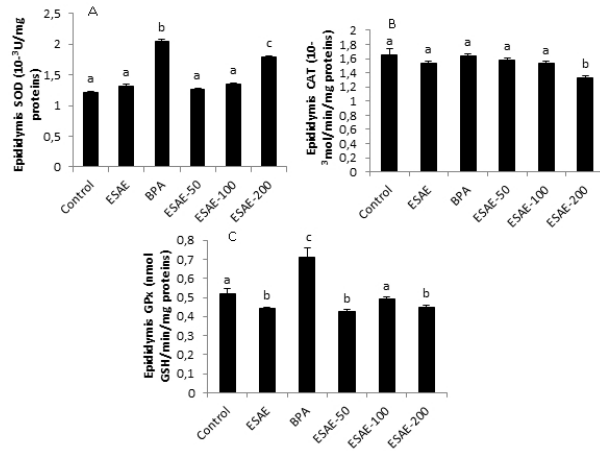 A
Epididymis SOD (10-³U/mg
proteins)
2,5
2
1,5
1
0,5
0
a
a
b
a
a
c
Control
ESAE
BPA
ESAE-50
ESAE-100
ESAE-200
B
Epididymis CAT (10-
³mol/min/mg proteins)
1,8
1,6
1,4
1,2
1
0,8
0,6
0,4
0,2
0
a
a
a
a
a
b
Control
ESAE
BPA
ESAE-50
ESAE-100
ESAE-200
C
Epididymis GPx (nmol
GSH/min/mg proteins)
0,8
0,7
0,6
0,5
0,4
0,3
0,2
0,1
0
a
b
c
b
a
b
Control
ESAE
BPA
ESAE-50
ESAE-100
ESAE-200